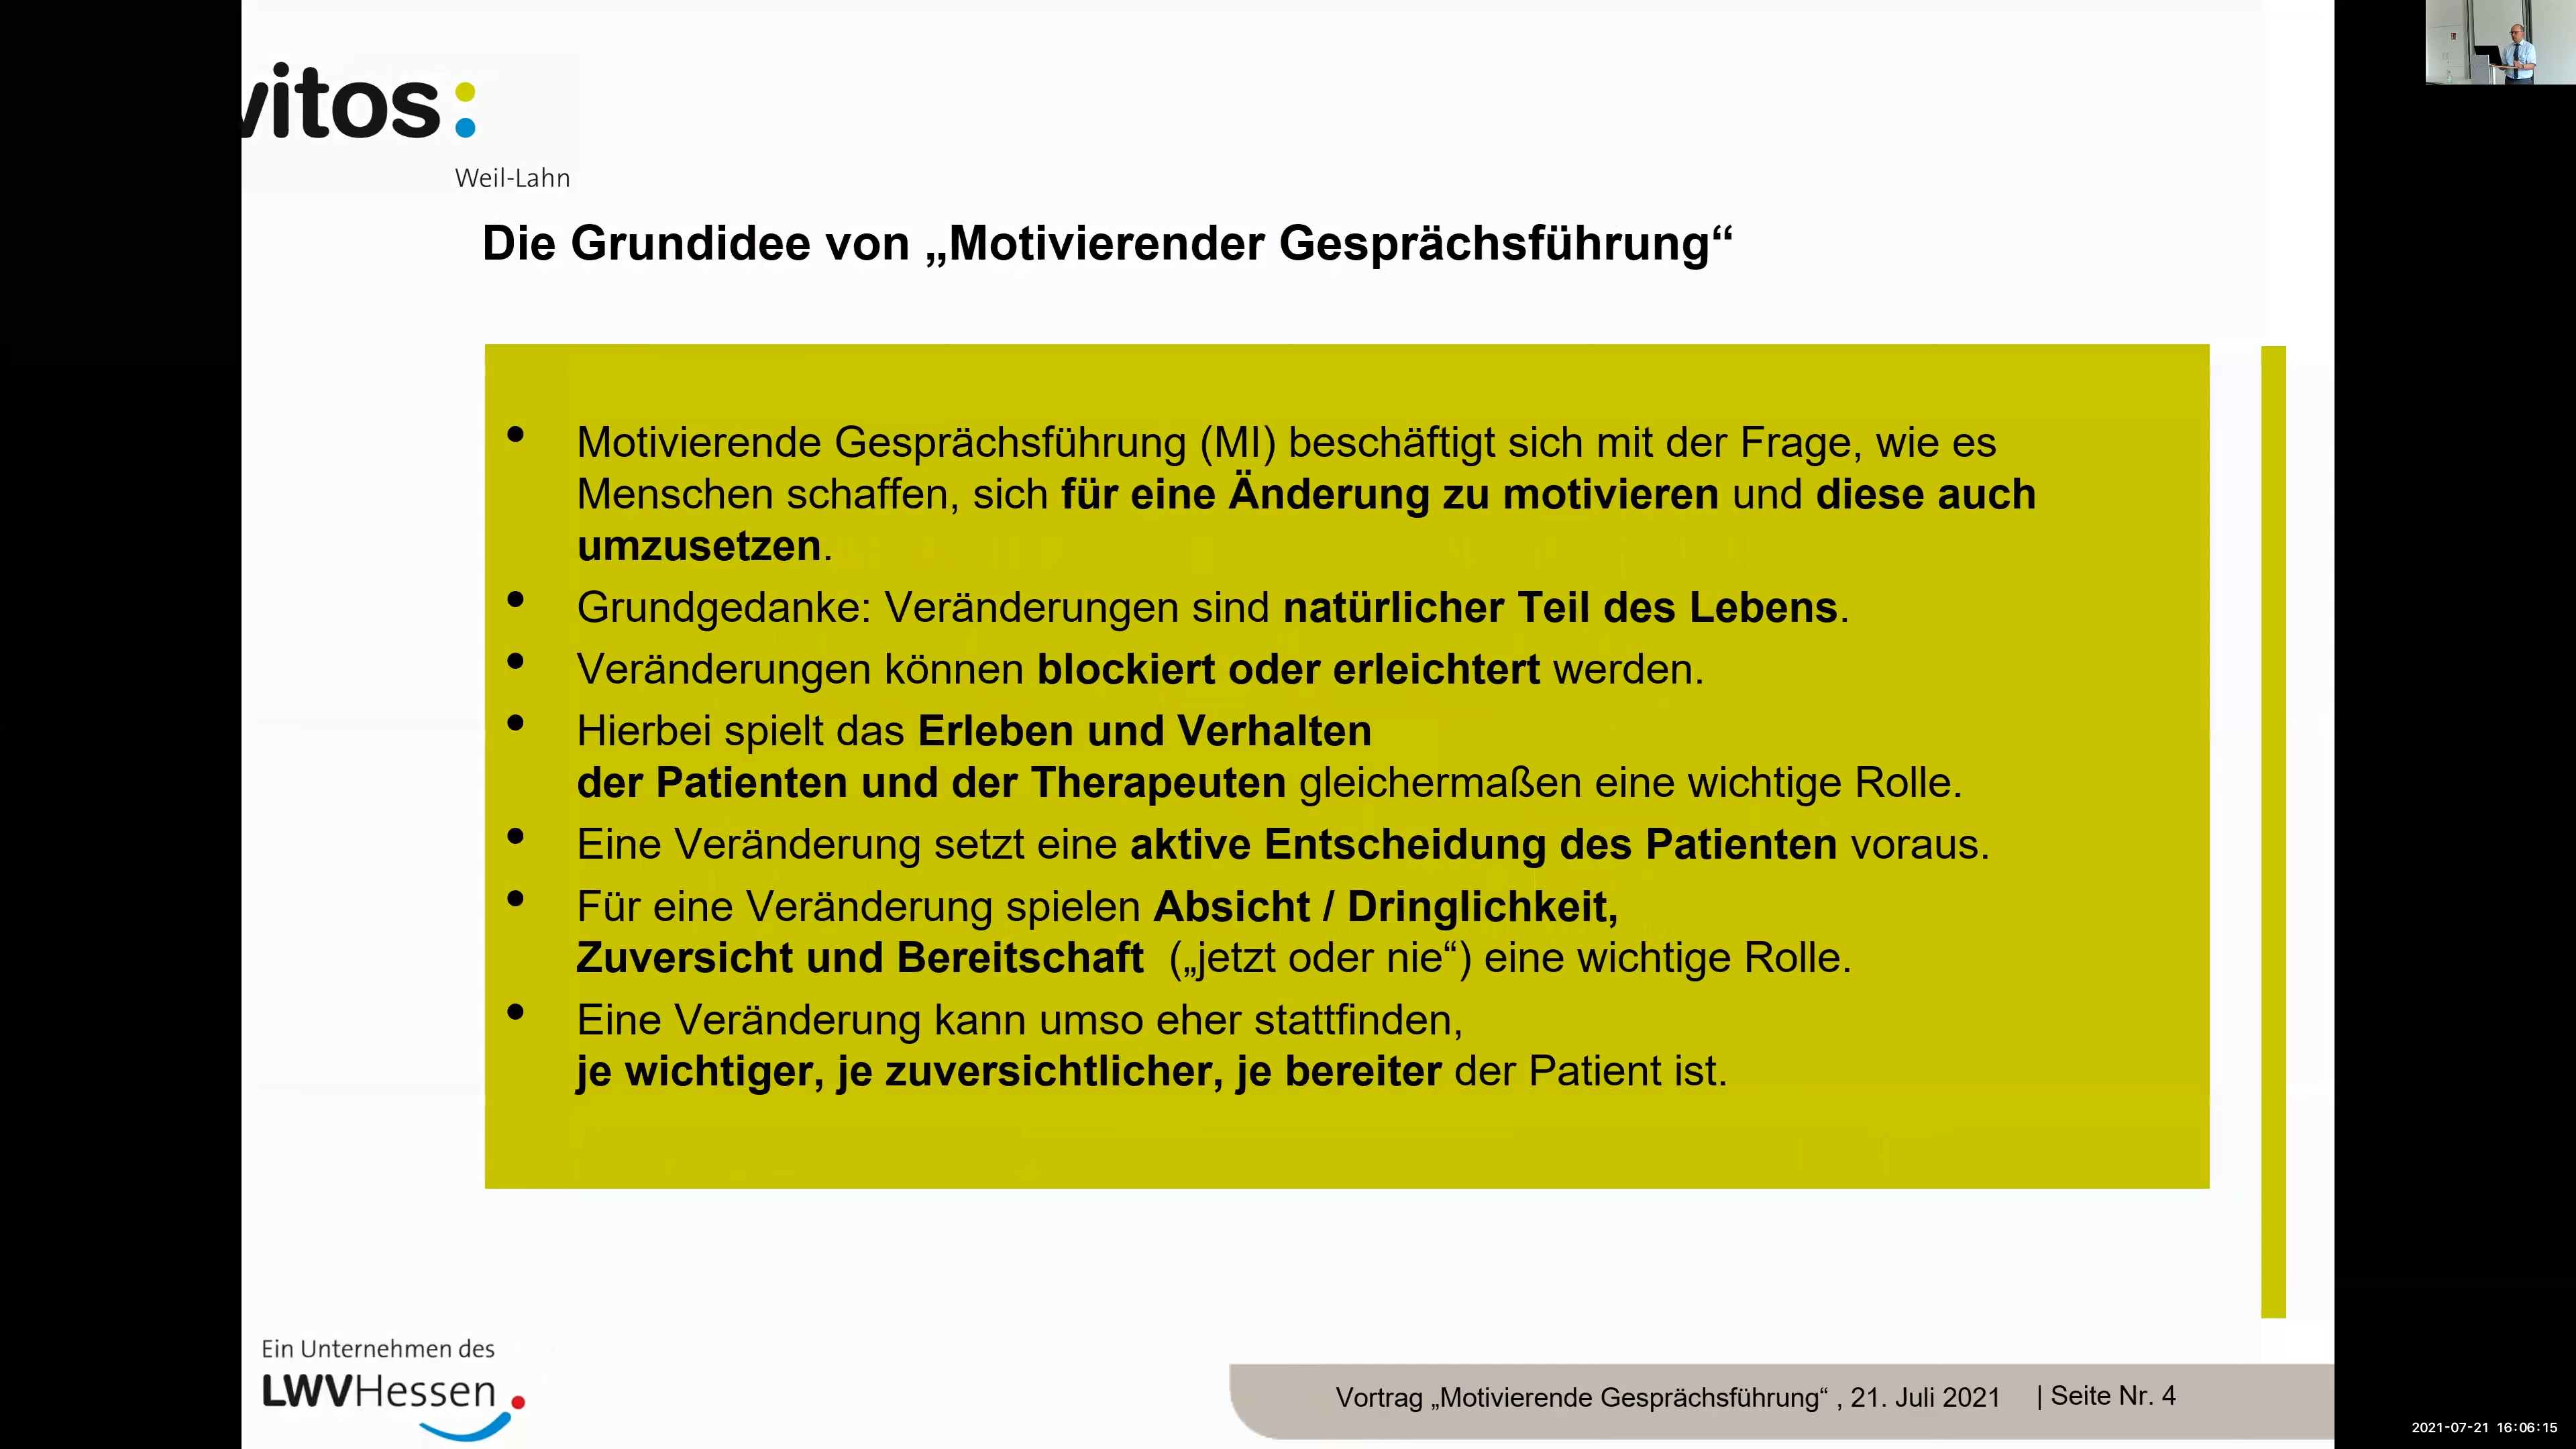 vitos:
Weil-Lahn
Die Grundidee von „Motivierender Gesprächsführung“
• Motivierende Gesprächsführung (MI) beschäftigt sich mit der Frage, wie es
Menschen schaffen, sich für eine Änderung zu motivieren und diese auch
umzusetzen.
• Grundgedanke: Veränderungen sind natürlicher Teil des Lebens.
• Veränderungen können blockiert oder erleichtert werden.
• Hierbei spielt das Erleben und Verhalten
der Patienten und der Therapeuten gleichermaßen eine wichtige Rolle.
• Eine Veränderung setzt eine aktive Entscheidung des Patienten voraus.
• Für eine Veränderung spielen Absicht / Dringlichkeit,
Zuversicht und Bereitschaft („jetzt oder nie“) eine wichtige Rolle.
• Eine Veränderung kann umso eher stattfinden,
je wichtiger, je zuversichtlicher, je bereiter der Patient ist.
Ein Unternehmen des
LWVHessen
Vortrag „Motivierende Gesprächsführung“ , 21. Juli 2021 | Seite Nr. 4
2021-07-21 16:06:15